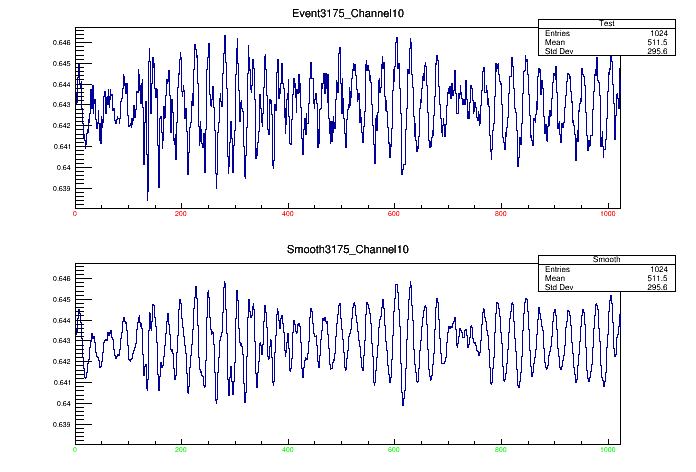 Event3175_Channel10
Test
Entries 1024
Mean 511.5
Std Dev 295.6
0.646
0.645
0.644
0.643
0.642
0.641
0.64
0.639
0 200 400 600 800 1000
Smooth3175_Channel10
Smooth
Entries 1024
Mean 511.5
Std Dev 295.6
0.646
0.645
0.644
0.643
0.642
0.641
0.64
0.639
0 200 400 600 800 1000